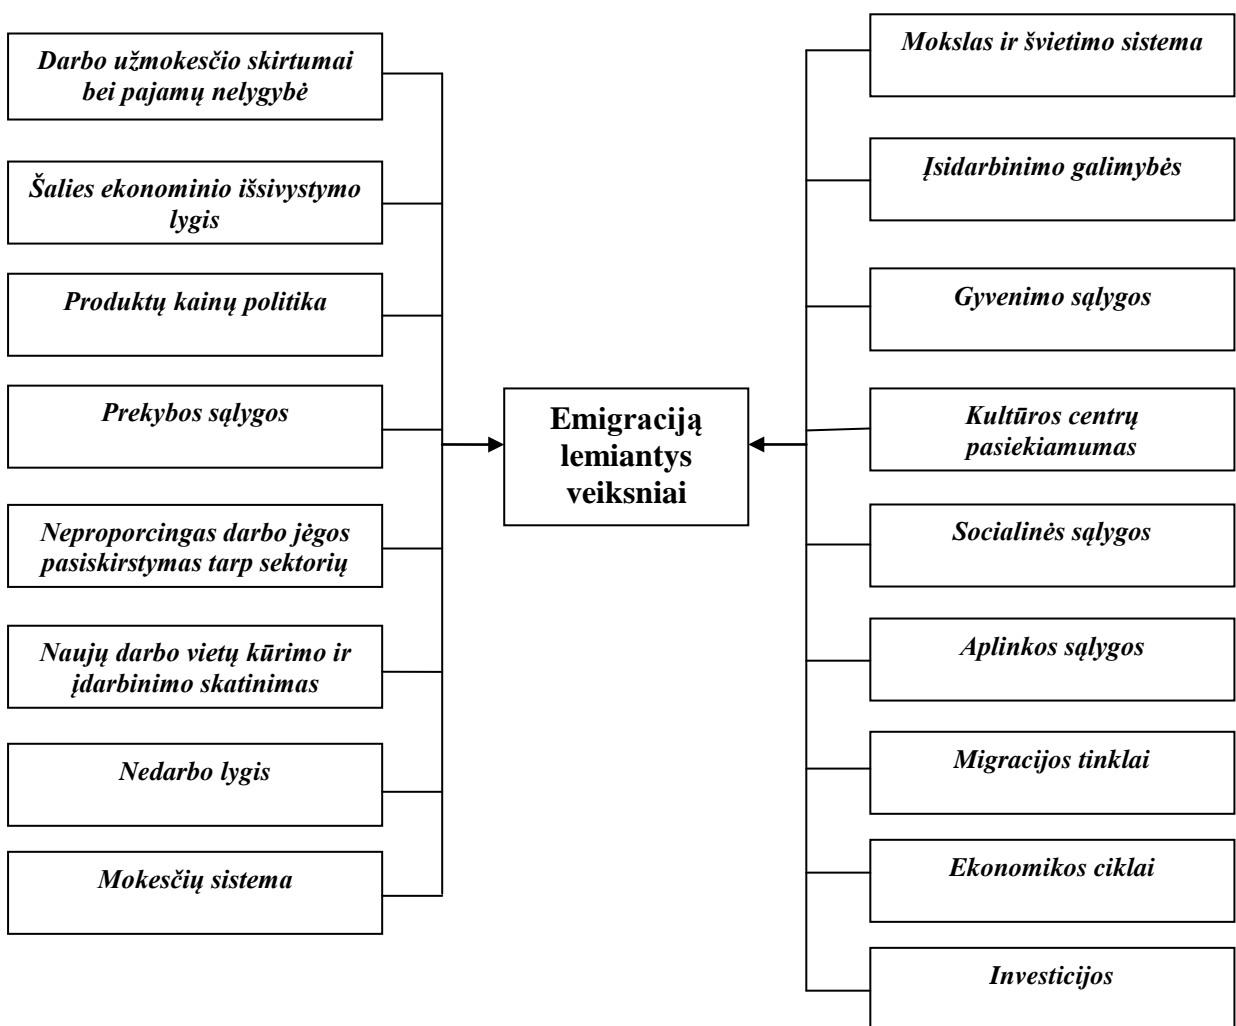 Darbo užmokesčio skirtumai
bei pajamų nelygybė
Šalies ekonominio išsivystymo
lygis
Produktų kainų politika
Prekybos sąlygos
Neproporcingas darbo jėgos
pasiskirstymas tarp sektorių
Naujų darbo vietų kūrimo ir
įdarbinimo skatinimas
Nedarbo lygis
Mokesčių sistema
Emigraciją
lemiantys
veiksniai
Mokslas ir švietimo sistema
Įsidarbinimo galimybės
Gyvenimo sąlygos
Kultūros centrų
pasiekiamumas
Socialinės sąlygos
Aplinkos sąlygos
Migracijos tinklai
Ekonomikos ciklai
Investicijos